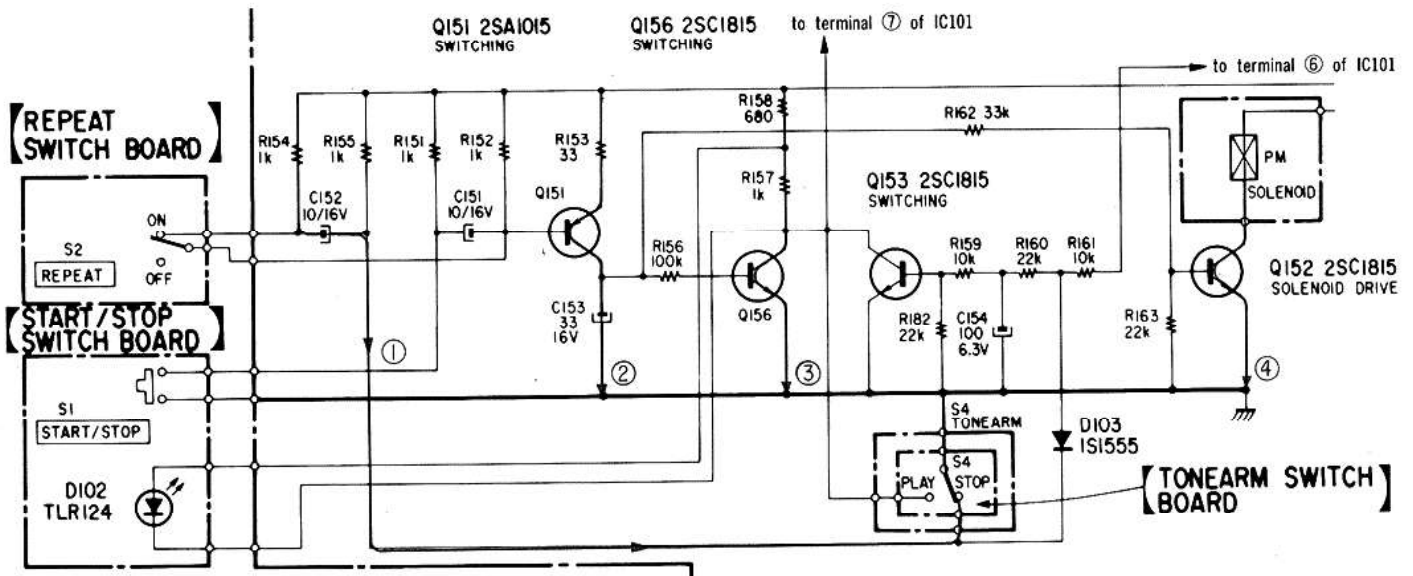 Q151 2SA1015
SWITCHING
Q156 2SC1815
SWITCHING
to terminal ⑦ of IC101
to terminal ⑥ of IC101
REPEAT
SWITCH BOARD
R154
1k
R155
1k
R151
1k
R152
1k
R153
33
R158
680
R162 33k
PM
SOLENOID
C152
10/16V
C151
10/16V
Q151
R157
1k
Q153 2SC1815
SWITCHING
ON
S2
REPEAT
OFF
R156
100k
R159
10k
R160
22k
R161
10k
Q152 2SC1815
SOLENOID DRIVE
START/STOP
SWITCH BOARD
C153
33
16V
Q156
R182
22k
C154
100
6.3V
R163
22k
①
②
③
④
S1
START/STOP
S4
TONEARM
D103
1S1555
S4
PLAY
STOP
TONEARM SWITCH
BOARD
D102
TLR124